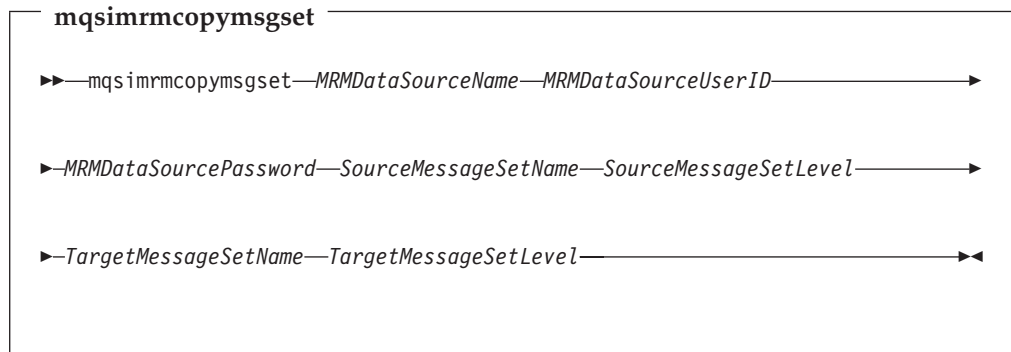 mqsimrmcopymsgset
mqsimrmcopymsgset MRMDataSourceName MRMDataSourceUserID
MRMDataSourcePassword SourceMessageSetName SourceMessageSetLevel
TargetMessageSetName TargetMessageSetLevel